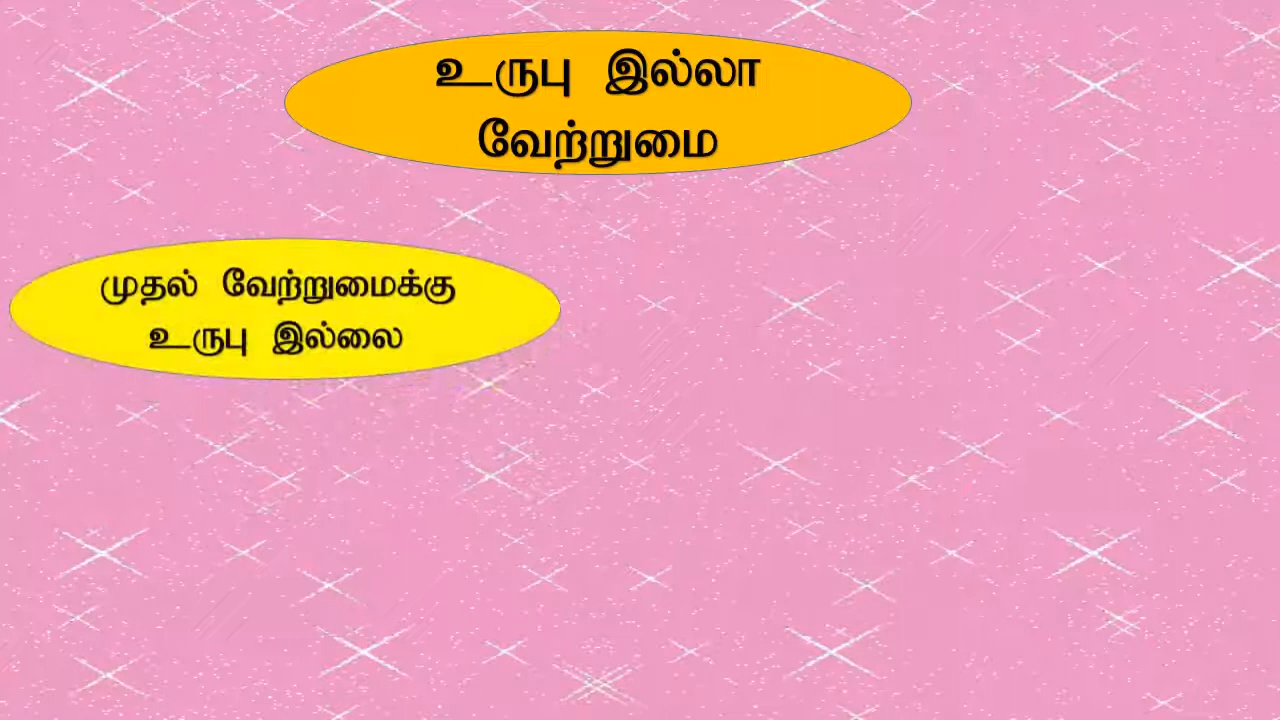 உருபு இல்லா
வேற்றுமை
முதல் வேற்றுமைக்கு
உருபு இல்லை